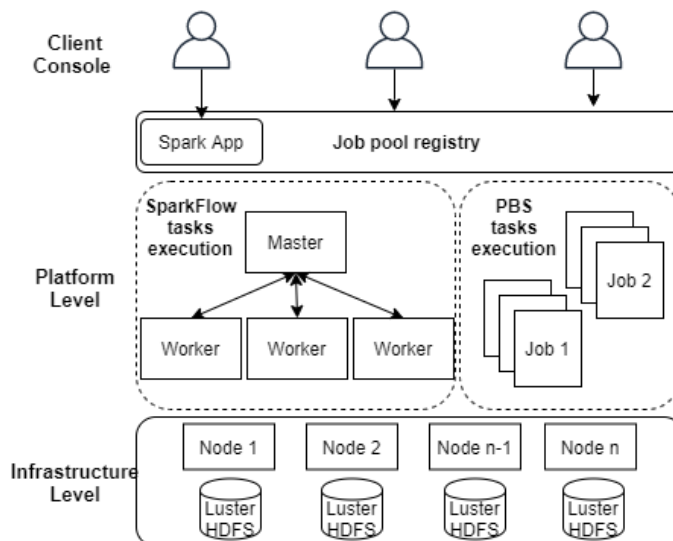 Client
Console
Spark App
Job pool registry
SparkFlow
tasks
execution
Master
PBS
tasks
execution
Job 2
Platform
Level
Worker
Worker
Worker
Job 1
Node 1
Node 2
Node n-1
Node n
Infrastructure
Level
Luster
HDFS
Luster
HDFS
Luster
HDFS
Luster
HDFS